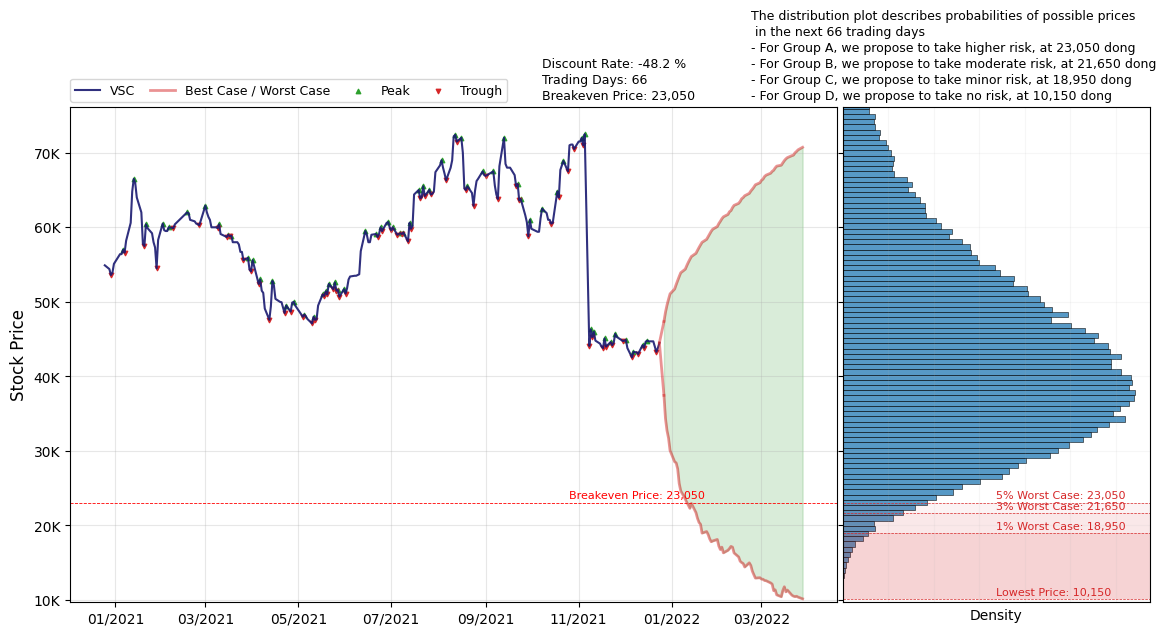 The distribution plot describes probabilities of possible prices
in the next 66 trading days
- For Group A, we propose to take higher risk, at 23,050 dong
- For Group B, we propose to take moderate risk, at 21,650 dong
- For Group C, we propose to take minor risk, at 18,950 dong
- For Group D, we propose to take no risk, at 10,150 dong
Discount Rate: -48.2 %
Trading Days: 66
Breakeven Price: 23,050
VSC
Best Case / Worst Case
Peak
Trough
Stock Price
70K
60K
50K
40K
30K
20K
10K
Breakeven Price: 23,050
01/2021
03/2021
05/2021
07/2021
09/2021
11/2021
01/2022
03/2022
5% Worst Case: 23,050
3% Worst Case: 21,650
1% Worst Case: 18,950
Lowest Price: 10,150
Density